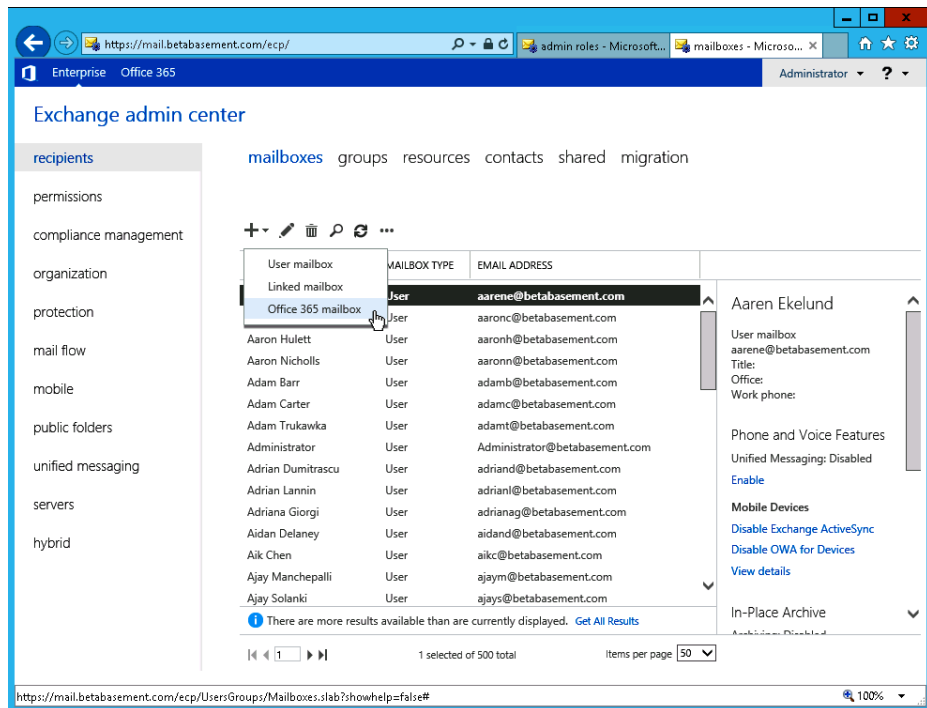 https://mail.betabasement.com/ecp/
admin roles - Microsoft...
mailboxes - Microso...
Enterprise Office 365
Administrator ?
Exchange admin center
recipients
permissions
compliance management
organization
protection
mail flow
mobile
public folders
unified messaging
servers
hybrid
mailboxes groups resources contacts shared migration
User mailbox
Linked mailbox
Office 365 mailbox
MAILBOX TYPE EMAIL ADDRESS
User aarene@betabasement.com
User aaronc@betabasement.com
Aaron Hulett User aaronh@betabasement.com
Aaron Nicholls User aaronn@betabasement.com
Adam Barr User adamb@betabasement.com
Adam Carter User adamc@betabasement.com
Adam Trukawka User adamt@betabasement.com
Administrator User Administrator@betabasement.com
Adrian Dumitrascu User adriand@betabasement.com
Adrian Lannin User adrianl@betabasement.com
Adriana Giorgi User adrianag@betabasement.com
Aidan Delaney User aidand@betabasement.com
Aik Chen User aikc@betabasement.com
Ajay Manchepalli User ajaym@betabasement.com
Ajay Solanki User ajays@betabasement.com
There are more results available than are currently displayed. Get All Results
1
1 selected of 500 total
Items per page 50
Aaren Ekelund
User mailbox
aarene@betabasement.com
Title:
Office:
Work phone:
Phone and Voice Features
Unified Messaging: Disabled
Enable
Mobile Devices
Disable Exchange ActiveSync
Disable OWA for Devices
View details
In-Place Archive
https://mail.betabasement.com/ecp/UsersGroups/Mailboxes.slab?showhelp=false#
100%